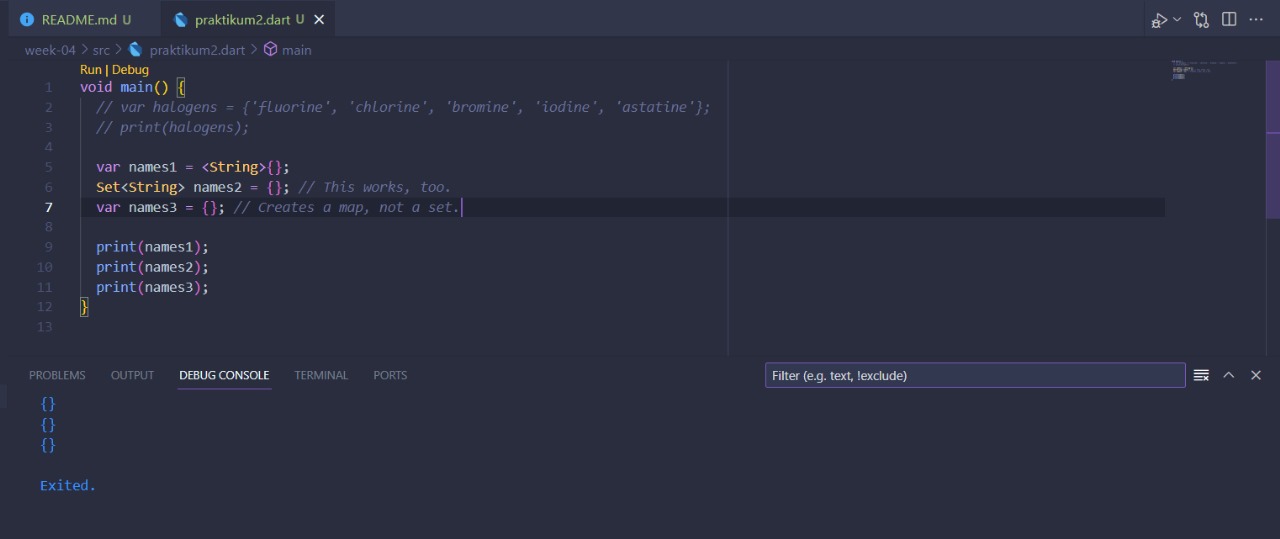 README.md U praktikum2.dart U
week-04 > src > praktikum2.dart > main
Run | Debug
1 void main() {
2 // var halogens = {'fluorine', 'chlorine', 'bromine', 'iodine', 'astatine'};
3 // print(halogens);
4
5 var names1 = <String>{};
6 Set<String> names2 = {}; // This works, too.
7 var names3 = {}; // Creates a map, not a set.
8
9 print(names1);
10 print(names2);
11 print(names3);
12 }
13
PROBLEMS OUTPUT DEBUG CONSOLE TERMINAL PORTS Filter (e.g. text, !exclude)
{}
{}
{}
Exited.